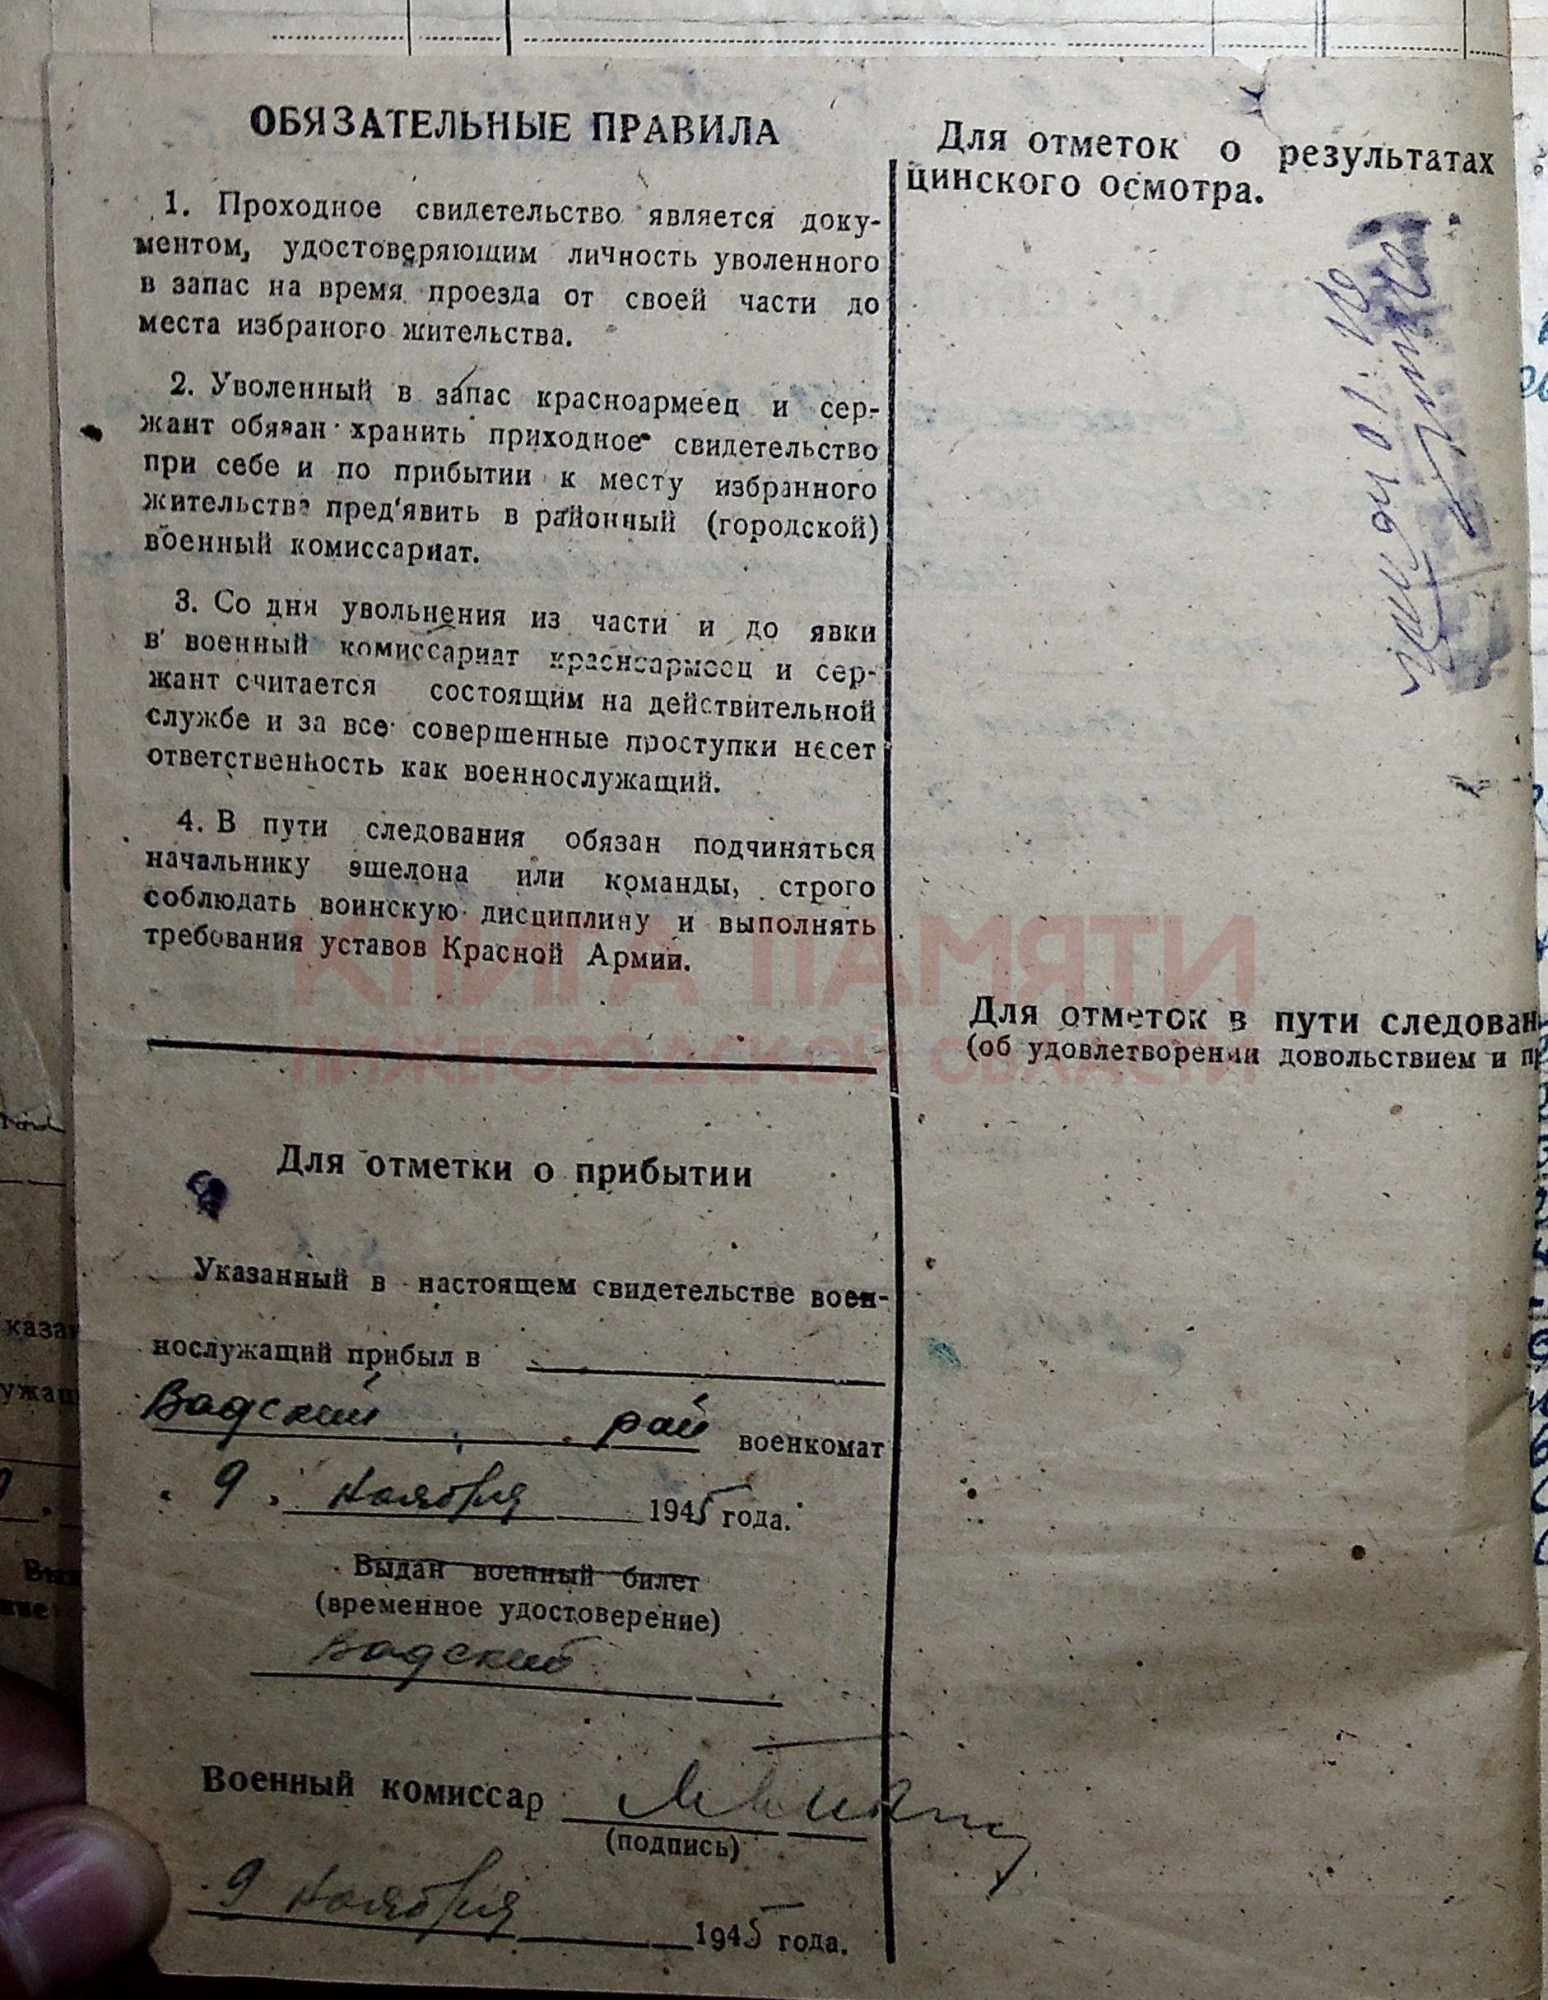 ОБЯЗАТЕЛЬНЫЕ ПРАВИЛА
1. Проходное свидетельство является доку-
ментом, удостоверяющим личность уволенного
в запас на время проезда от своей части до
места избраного жительства.
2. Уволенный в запас красноармеец и сер-
жант обязан хранить приходное свидетельство
при себе и по прибытии к месту избранного
жительства пред'явить в районный (городской)
военный комиссариат.
3. Со дня увольнения из части и до явки
в военный комиссариат красноармеец и сер-
жант считается состоящим на действительной
службе и за все совершенные проступки несет
ответственность как военнослужащий.
4. В пути следования обязан подчиняться
начальнику эшелона или команды, строго
соблюдать воинскую дисциплину и выполнять
требования уставов Красной Армии.
Для отметки о прибытии
Указанный в настоящем свидетельстве воен-
нослужащий прибыл в
Вадский рай военкомат
9 ноября 1945 года.
Выдан военный билет
(временное удостоверение)
Вадский
Военный комиссар
(подпись)
9 ноября 1945 года.
Для отметок о результатах
цинского осмотра.
Для отметок в пути следован
(об удовлетворении довольствием и пр
КНИГА ПАМЯТИ
НИЖЕГОРОДСКОЙ ОБЛАСТИ